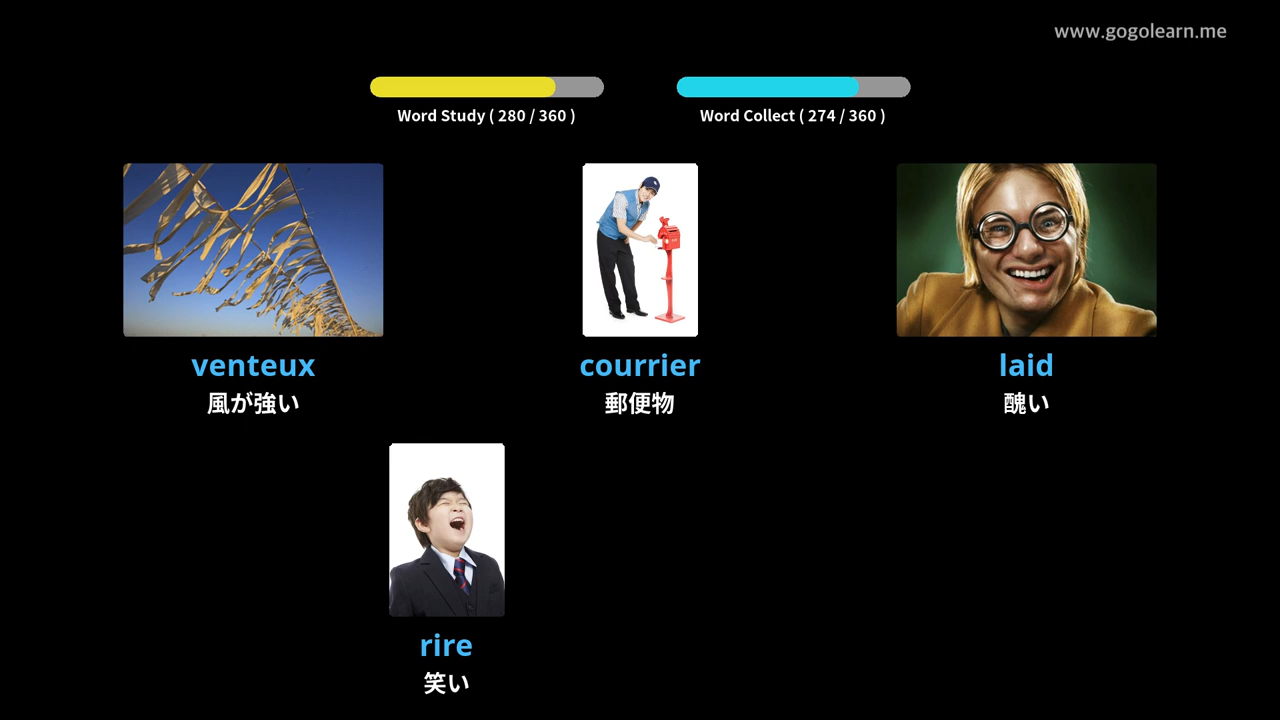 www.gogolearn.me
Word Study ( 280 / 360 )
Word Collect ( 274 / 360 )
venteux
風が強い
courrier
郵便物
laid
醜い
rire
笑い